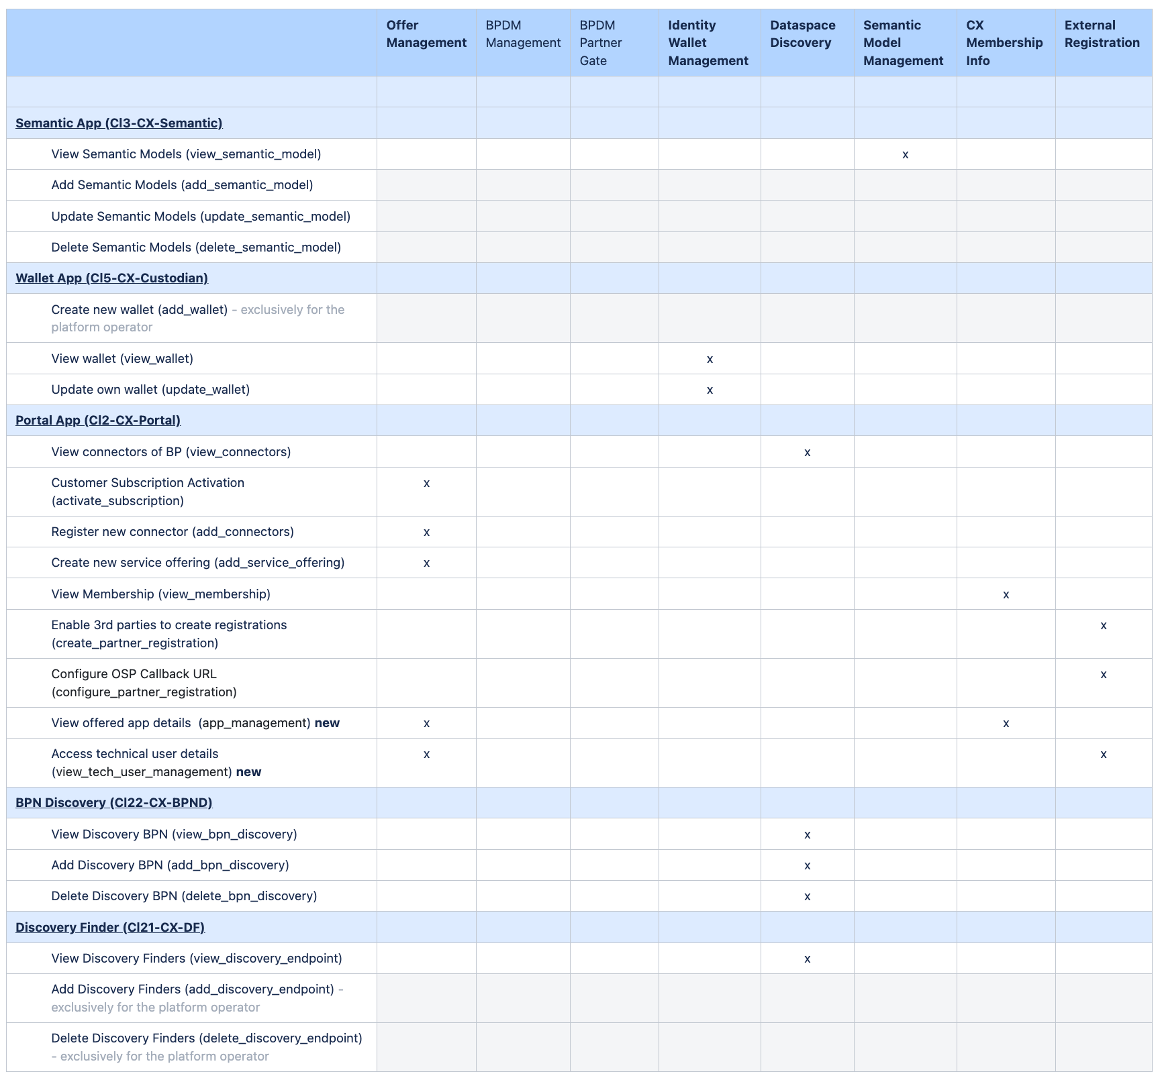 Offer Management BPDM Management BPDM Partner Gate Identity Wallet Management Dataspace Discovery Semantic Model Management CX Membership Info External Registration
Semantic App (Cl3-CX-Semantic)
View Semantic Models (view_semantic_model) x
Add Semantic Models (add_semantic_model)
Update Semantic Models (update_semantic_model)
Delete Semantic Models (delete_semantic_model)
Wallet App (Cl5-CX-Custodian)
Create new wallet (add_wallet) - exclusively for the
platform operator
View wallet (view_wallet) x
Update own wallet (update_wallet) x
Portal App (Cl2-CX-Portal)
View connectors of BP (view_connectors) x
Customer Subscription Activation x
(activate_subscription)
Register new connector (add_connectors) x
Create new service offering (add_service_offering) x
View Membership (view_membership) x
Enable 3rd parties to create registrations x
(create_partner_registration)
Configure OSP Callback URL x
(configure_partner_registration)
View offered app details (app_management) new x x
Access technical user details x x
(view_tech_user_management) new
BPN Discovery (Cl22-CX-BPND)
View Discovery BPN (view_bpn_discovery) x
Add Discovery BPN (add_bpn_discovery) x
Delete Discovery BPN (delete_bpn_discovery) x
Discovery Finder (Cl21-CX-DF)
View Discovery Finders (view_discovery_endpoint) x
Add Discovery Finders (add_discovery_endpoint) -
exclusively for the platform operator
Delete Discovery Finders (delete_discovery_endpoint)
- exclusively for the platform operator